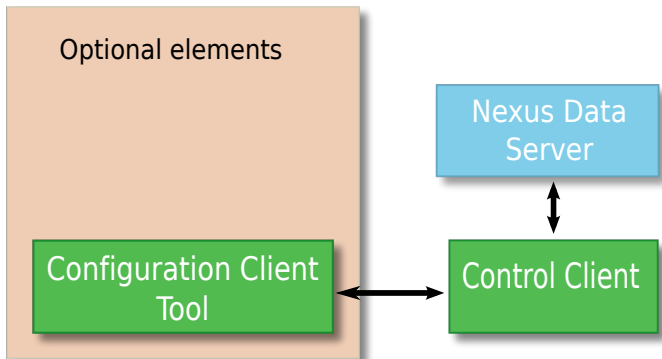 Optional elements
Nexus Data
Server
Configuration Client
Tool
Control Client